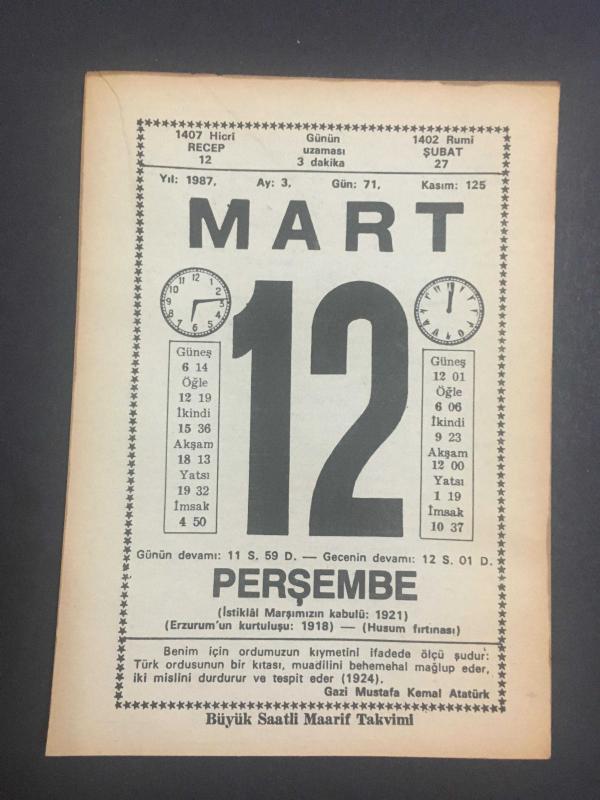 1407 Hicrî Günün 1402 Rumî
RECEP uzaması ŞUBAT
12 3 dakika 27
Yıl: 1987, Ay: 3, Gün: 71, Kasım: 125
MART
12
Güneş
6 14
Öğle
12 19
İkindi
15 36
Akşam
18 13
Yatsı
19 32
İmsak
4 50
Güneş
12 01
Öğle
6 06
İkindi
9 23
Akşam
12 00
Yatsı
1 19
İmsak
10 37
Günün devamı: 11 S. 59 D. — Gecenin devamı: 12 S. 01 D.
PERŞEMBE
(İstiklâl Marşımızın kabulû: 1921)
(Erzurum'un kurtuluşu: 1918) — (Husum fırtınası)
Benim için ordumuzun kıymetini ifadede ölçü şudur:
Türk ordusunun bir kıtası, muadilini behemehal mağlup eder,
iki mislini durdurur ve tespit eder (1924).
Gazi Mustafa Kemal Atatürk
Büyük Saatli Maarif Takvimi